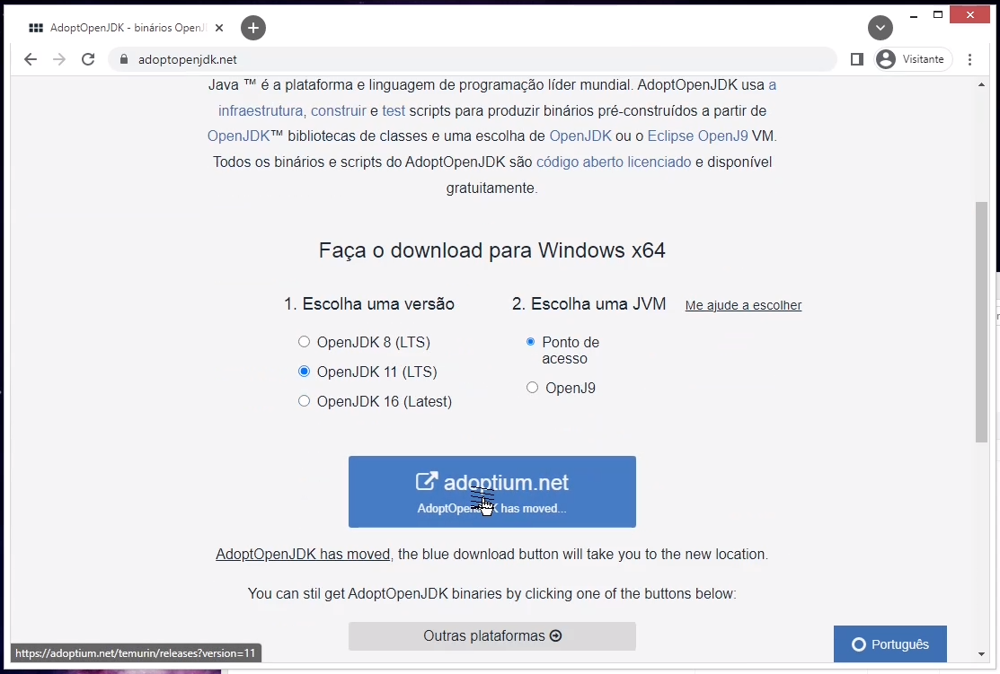 AdoptOpenJDK - binários OpenJ
adoptopenjdk.net
Visitante
Java ™ é a plataforma e linguagem de programação líder mundial. AdoptOpenJDK usa a
infraestrutura, construir e test scripts para produzir binários pré-construídos a partir de
OpenJDK™ bibliotecas de classes e uma escolha de OpenJDK ou o Eclipse OpenJ9 VM.
Todos os binários e scripts do AdoptOpenJDK são código aberto licenciado e disponível
gratuitamente.
Faça o download para Windows x64
1. Escolha uma versão
2. Escolha uma JVM
Me ajude a escolher
OpenJDK 8 (LTS)
OpenJDK 11 (LTS)
OpenJDK 16 (Latest)
Ponto de
acesso
OpenJ9
adoptium.net
AdoptOpenJDK has moved...
AdoptOpenJDK has moved, the blue download button will take you to the new location.
You can stil get AdoptOpenJDK binaries by clicking one of the buttons below:
Outras plataformas
Português
https://adoptium.net/temurin/releases?version=11